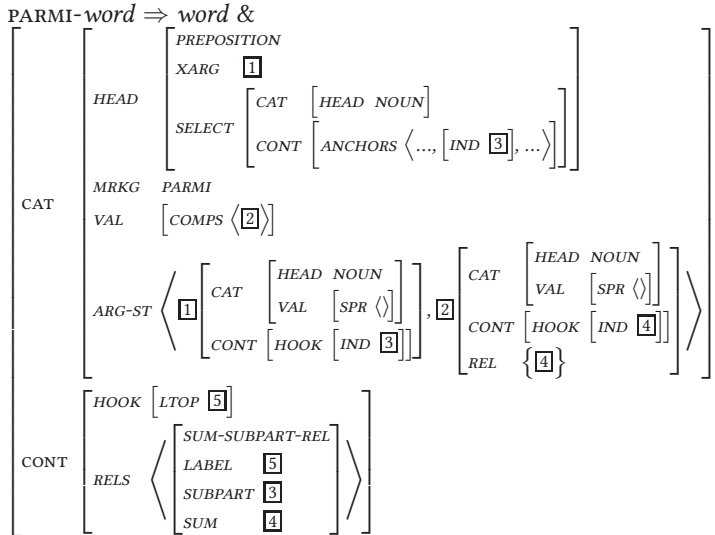 PARMI-word ⇒ word &
PREPOSITION
XARG 1
HEAD
SELECT
CAT [HEAD NOUN]
CONT [ANCHORS ⟨…, [IND 3], …⟩]
MRKG PARMI
VAL [COMPS ⟨2⟩]
CAT
ARG-ST ⟨ 1
CAT
HEAD NOUN
VAL [SPR ⟨⟩]
CONT [HOOK [IND 3]]
, 2
CAT
HEAD NOUN
VAL [SPR ⟨⟩]
CONT [HOOK [IND 4]]
REL {4} ⟩
CONT
HOOK [LTOP 5]
RELS
SUM-SUBPART-REL
LABEL 5
SUBPART 3
SUM 4